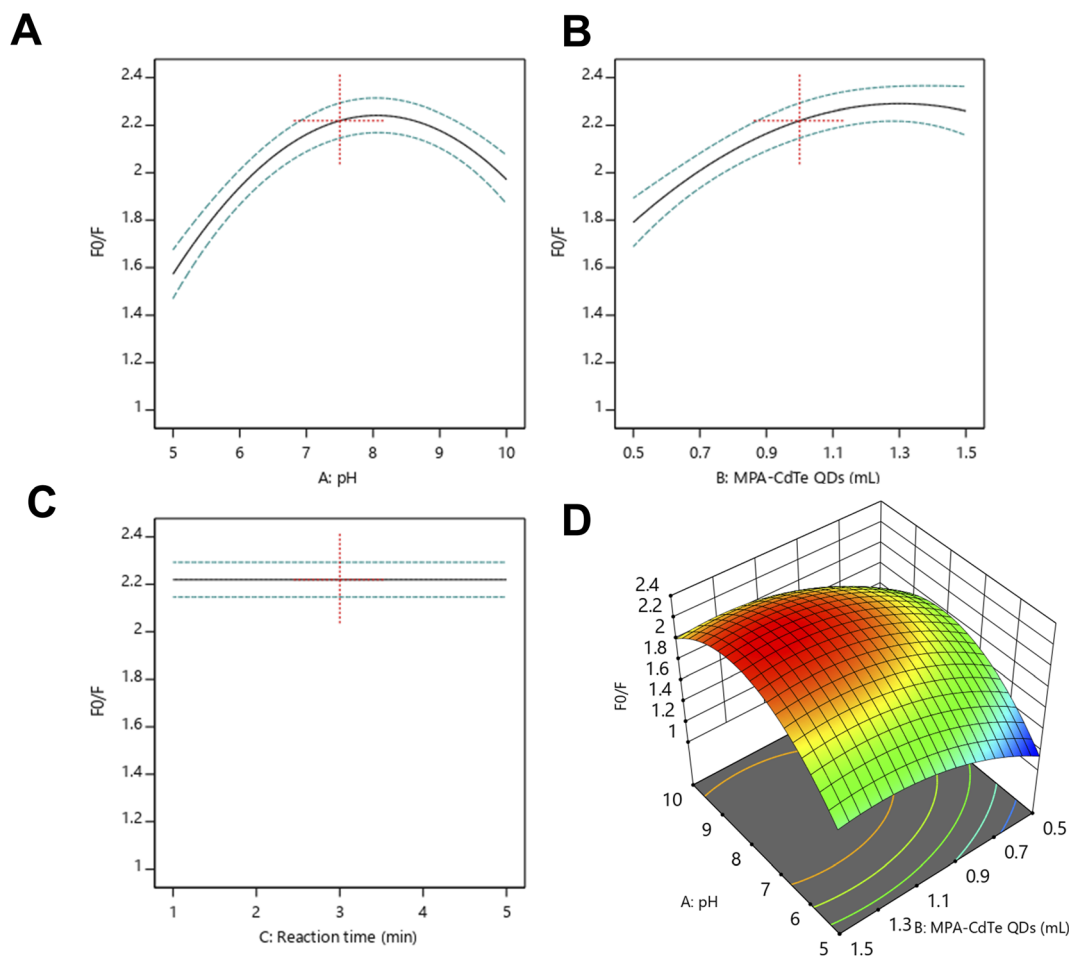 A
2.4
2.2
2
1.8
1.6
1.4
1.2
1
F0/F
5 6 7 8 9 10
A: pH
B
2.4
2.2
2
1.8
1.6
1.4
1.2
1
F0/F
0.5 0.7 0.9 1.1 1.3 1.5
B: MPA-CdTe QDs (mL)
C
2.4
2.2
2
1.8
1.6
1.4
1.2
1
F0/F
1 2 3 4 5
C: Reaction time (min)
D
2.4
2.2
2
1.8
1.6
1.4
1.2
1
F0/F
10
9
8
7
6
5
A: pH
0.5
0.7
0.9
1.1
1.3
1.5
B: MPA-CdTe QDs (mL)